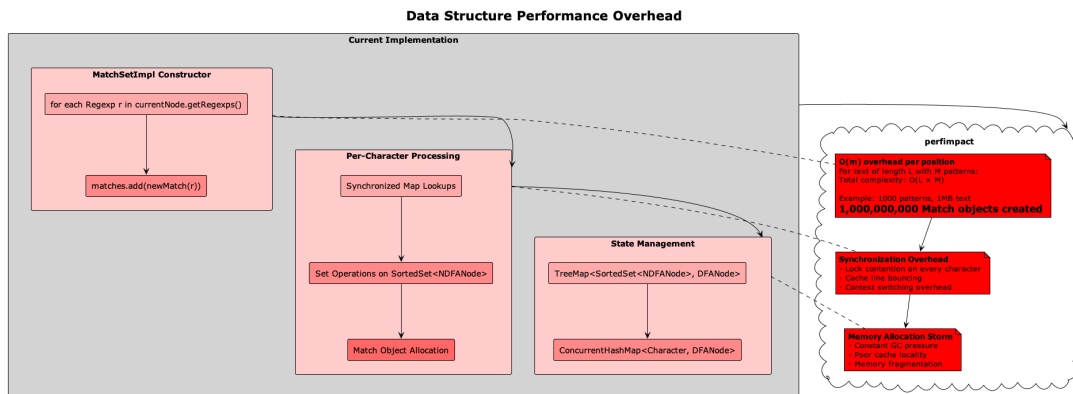 Data Structure Performance Overhead
Current Implementation
MatchSetImpl Constructor
for each Regexp r in currentNode.getRegexps()
matches.add(newMatch(r))
Per-Character Processing
Synchronized Map Lookups
Set Operations on SortedSet<NDFANode>
Match Object Allocation
State Management
TreeMap<SortedSet<NDFANode>, DFANode>
ConcurrentHashMap<Character, DFANode>
perfimpact
O(m) overhead per position
For text of length L with M patterns:
Total complexity: O(L × M)
Example: 1000 patterns, 1MB text
1,000,000,000 Match objects created
Synchronization Overhead
- Lock contention on every character
- Cache line bouncing
- Context switching overhead
Memory Allocation Storm
- Constant GC pressure
- Poor cache locality
- Memory fragmentation